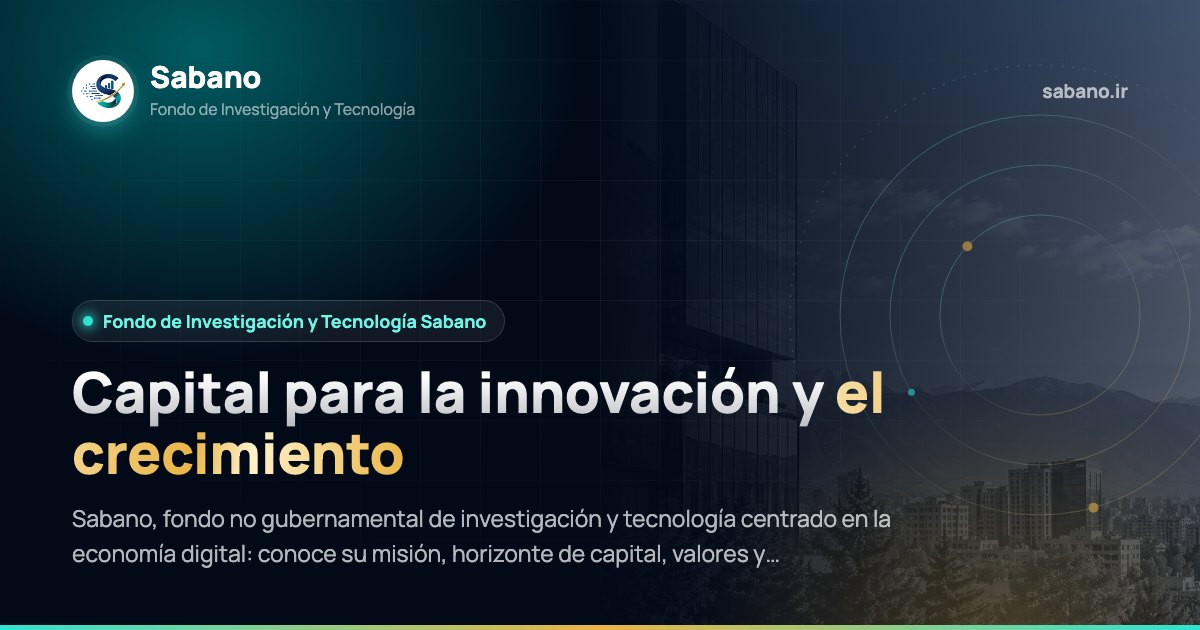 Sabano
Fondo de Investigación y Tecnología
sabano.ir
Fondo de Investigación y Tecnología Sabano
Capital para la innovación y el
crecimiento
Sabano, fondo no gubernamental de investigación y tecnología centrado en la
economía digital: conoce su misión, horizonte de capital, valores y…